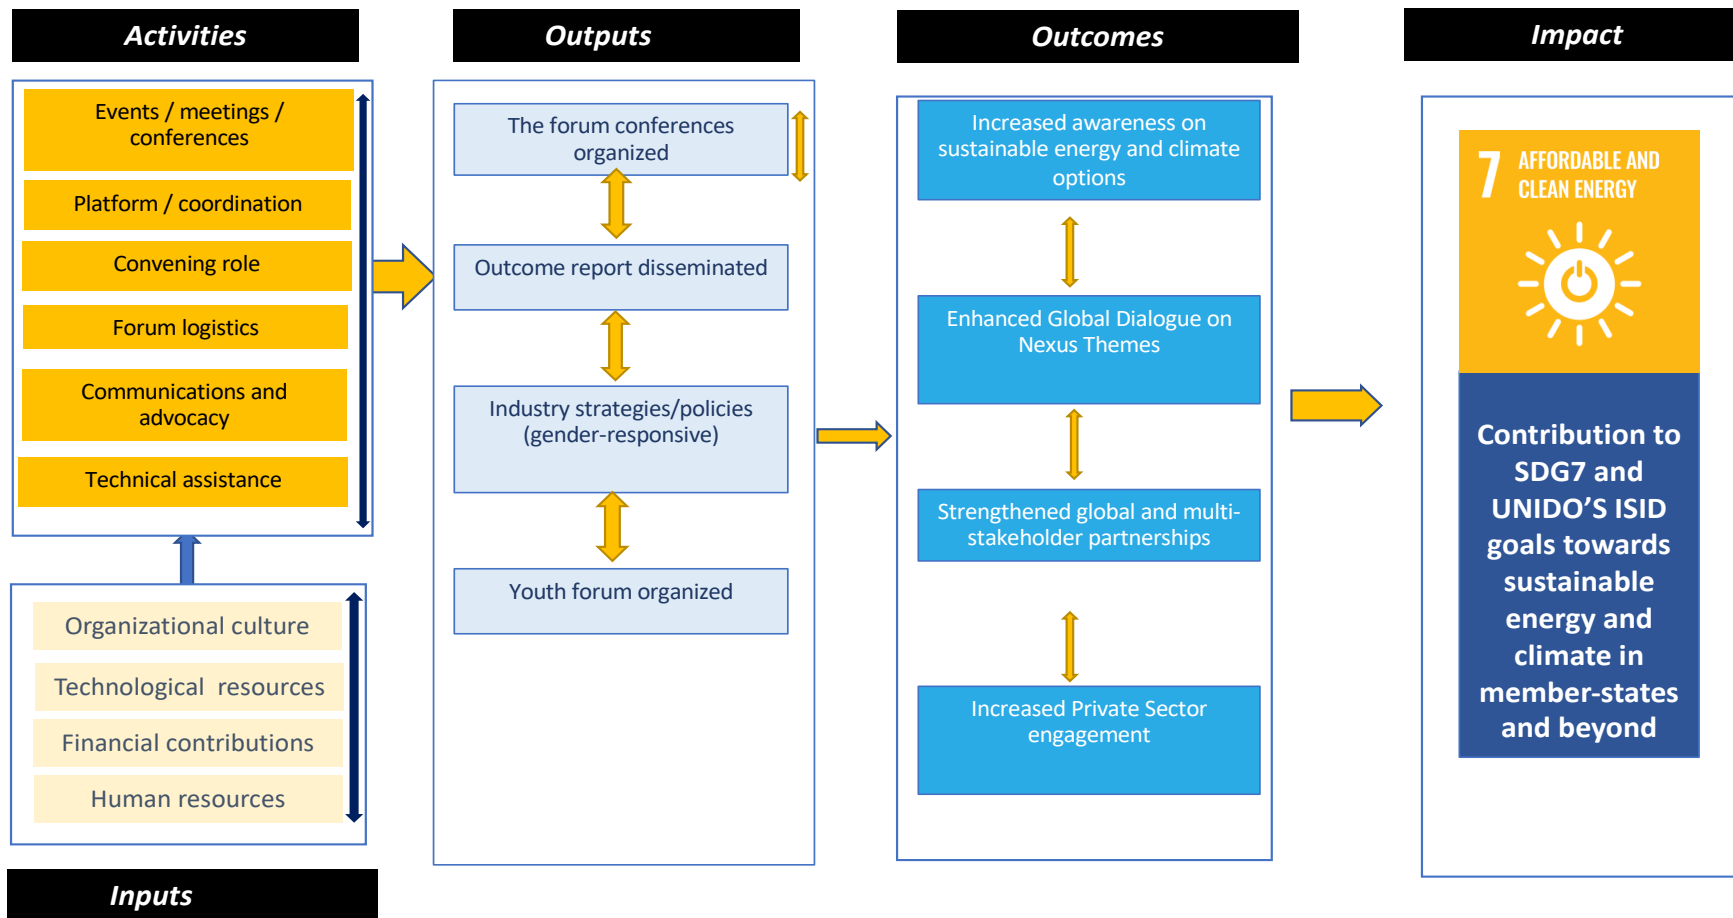 Activities
Events / meetings /
conferences
Platform / coordination
Convening role
Forum logistics
Communications and
advocacy
Technical assistance
Organizational culture
Technological resources
Financial contributions
Human resources
Inputs
Outputs
The forum conferences
organized
Outcome report disseminated
Industry strategies/policies
(gender-responsive)
Youth forum organized
Outcomes
Increased awareness on
sustainable energy and climate
options
Enhanced Global Dialogue on
Nexus Themes
Strengthened global and multi-
stakeholder partnerships
Increased Private Sector
engagement
Impact
7 AFFORDABLE AND
CLEAN ENERGY
Contribution to
SDG7 and
UNIDO’S ISID
goals towards
sustainable
energy and
climate in
member-states
and beyond